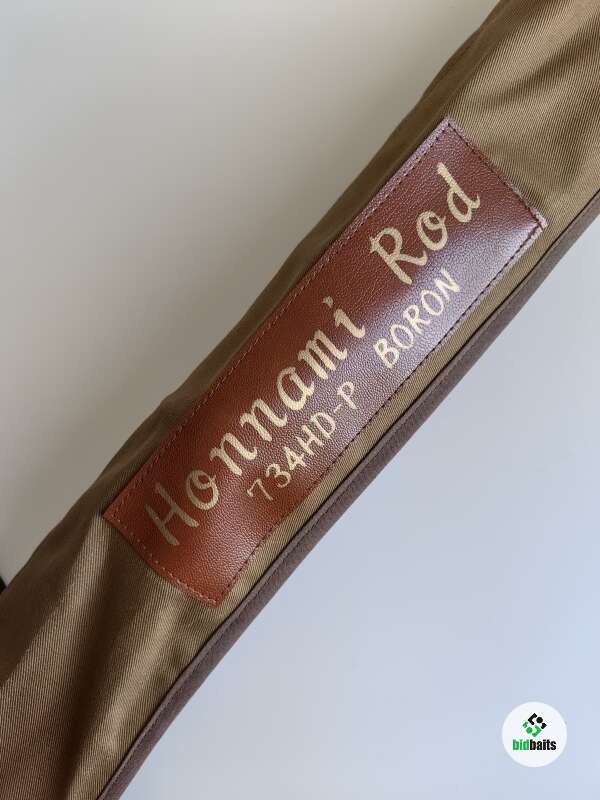 Honnami Rod
734HD-P BORON
bidbaits